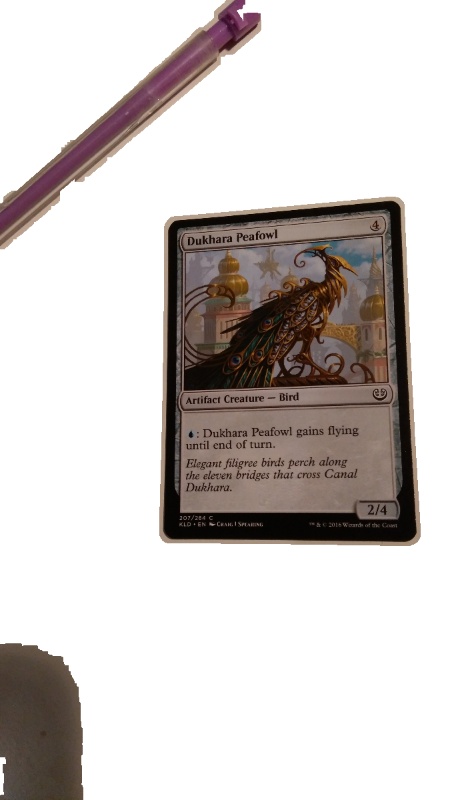 Dukhara Peafowl 4
Artifact Creature — Bird
: Dukhara Peafowl gains flying
until end of turn.
Elegant filigree birds perch along
the eleven bridges that cross Canal
Dukhara.
2/4
207/264 C
KLD • EN Craig J Spearing
™ & © 2016 Wizards of the Coast